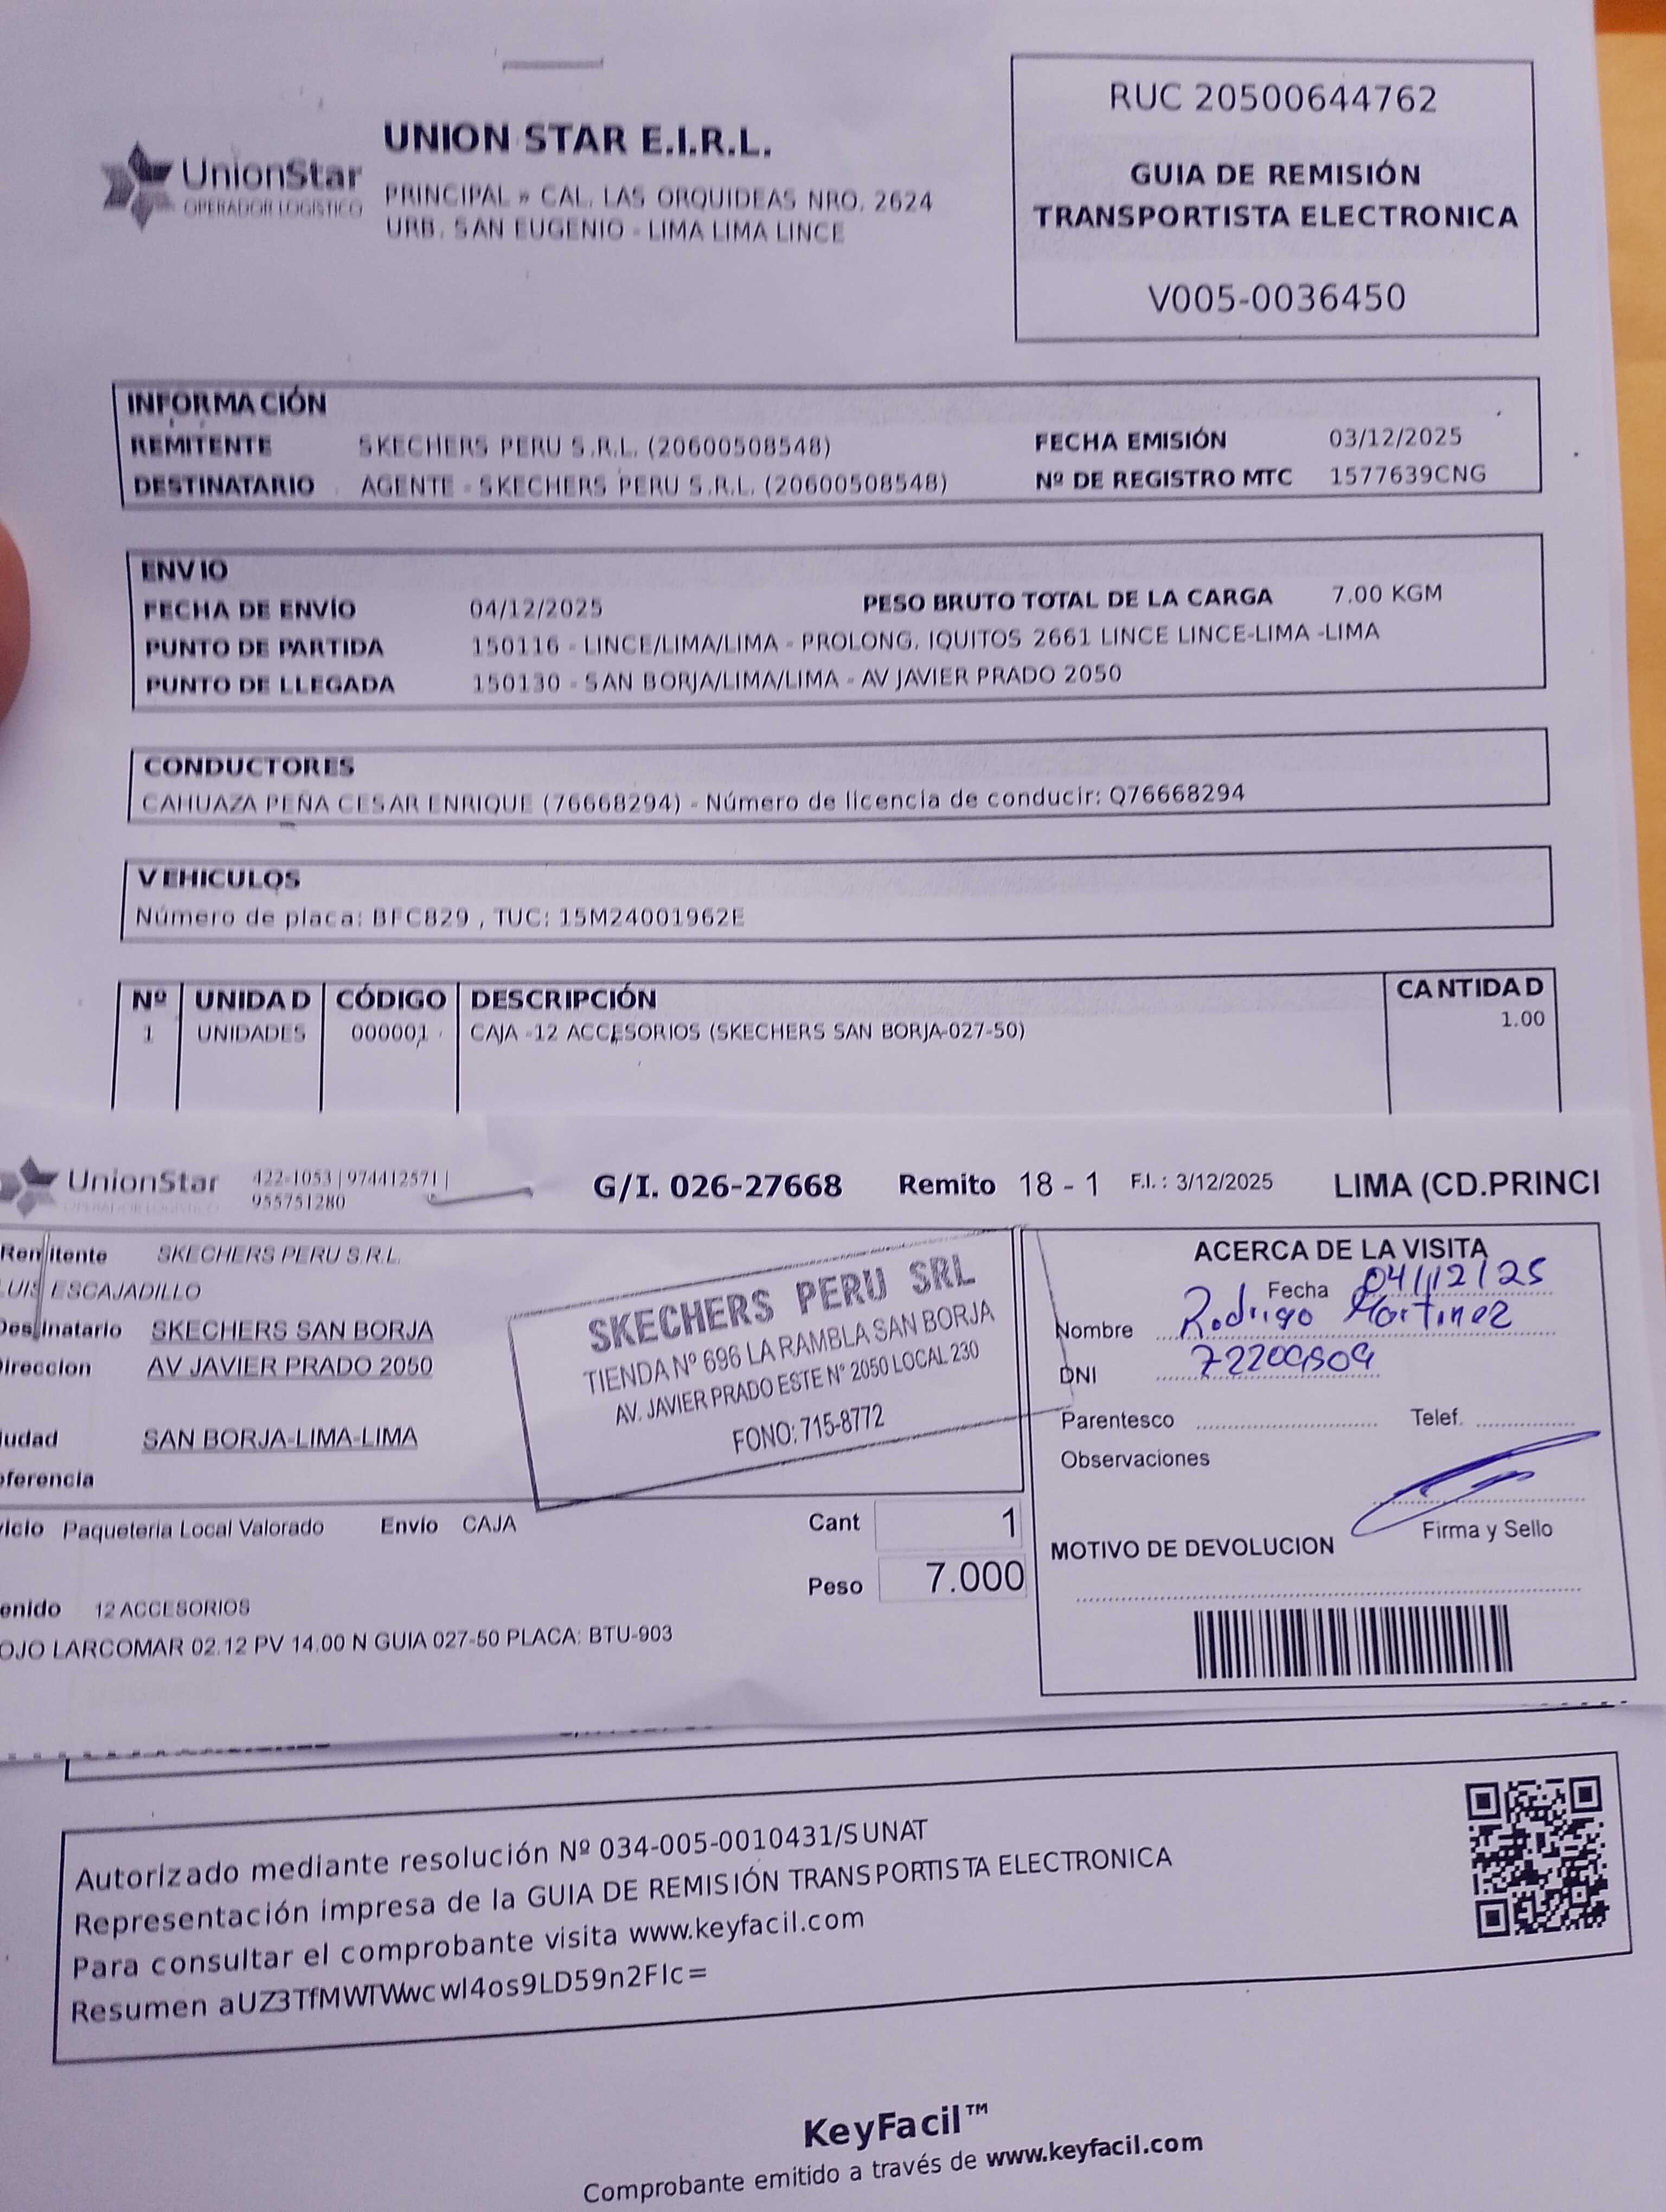 UnionStar
OPERADOR LOGÍSTICO
UNION STAR E.I.R.L.
PRINCIPAL » CAL. LAS ORQUIDEAS NRO. 2624
URB. SAN EUGENIO - LIMA LIMA LINCE
RUC 20500644762
GUIA DE REMISIÓN
TRANSPORTISTA ELECTRONICA
V005-0036450
INFORMACIÓN
REMITENTE SKECHERS PERU S.R.L. (20600508548) FECHA EMISIÓN 03/12/2025
DESTINATARIO AGENTE - SKECHERS PERU S.R.L. (20600508548) Nº DE REGISTRO MTC 1577639CNG
ENVIO
FECHA DE ENVÍO 04/12/2025 PESO BRUTO TOTAL DE LA CARGA 7.00 KGM
PUNTO DE PARTIDA 150116 - LINCE/LIMA/LIMA - PROLONG. IQUITOS 2661 LINCE LINCE-LIMA -LIMA
PUNTO DE LLEGADA 150130 - SAN BORJA/LIMA/LIMA - AV JAVIER PRADO 2050
CONDUCTORES
CAHUAZA PEÑA CESAR ENRIQUE (76668294) - Número de licencia de conducir: Q76668294
VEHICULOS
Número de placa: BFC829 , TUC: 15M24001962E
Nº UNIDAD CÓDIGO DESCRIPCIÓN CANTIDAD
1 UNIDADES 000001 CAJA -12 ACCESORIOS (SKECHERS SAN BORJA-027-50) 1.00
UnionStar 422-1053 | 974412571 | G/I. 026-27668 Remito 18 - 1 F.I. : 3/12/2025 LIMA (CD.PRINCI
OPERADOR LOGÍSTICO 955751280
Remitente SKECHERS PERU S.R.L.
LUIS ESCAJADILLO
Destinatario SKECHERS SAN BORJA
Direccion AV JAVIER PRADO 2050
iudad SAN BORJA-LIMA-LIMA
eferencia
SKECHERS PERU SRL
TIENDA Nº 696 LA RAMBLA SAN BORJA
AV. JAVIER PRADO ESTE Nº 2050 LOCAL 230
FONO: 715-8772
vicio Paqueteria Local Valorado Envío CAJA Cant 1
Peso 7.000
enido 12 ACCESORIOS
OJO LARCOMAR 02.12 PV 14.00 N GUIA 027-50 PLACA: BTU-903
ACERCA DE LA VISITA
Fecha 04/12/25
Nombre Rodrigo Martinez
DNI
Parentesco Telef.
Observaciones
Firma y Sello
MOTIVO DE DEVOLUCION
Autorizado mediante resolución Nº 034-005-0010431/SUNAT
Representación impresa de la GUIA DE REMISIÓN TRANSPORTISTA ELECTRONICA
Para consultar el comprobante visita www.keyfacil.com
Resumen
KeyFacil™
Comprobante emitido a través de www.keyfacil.com